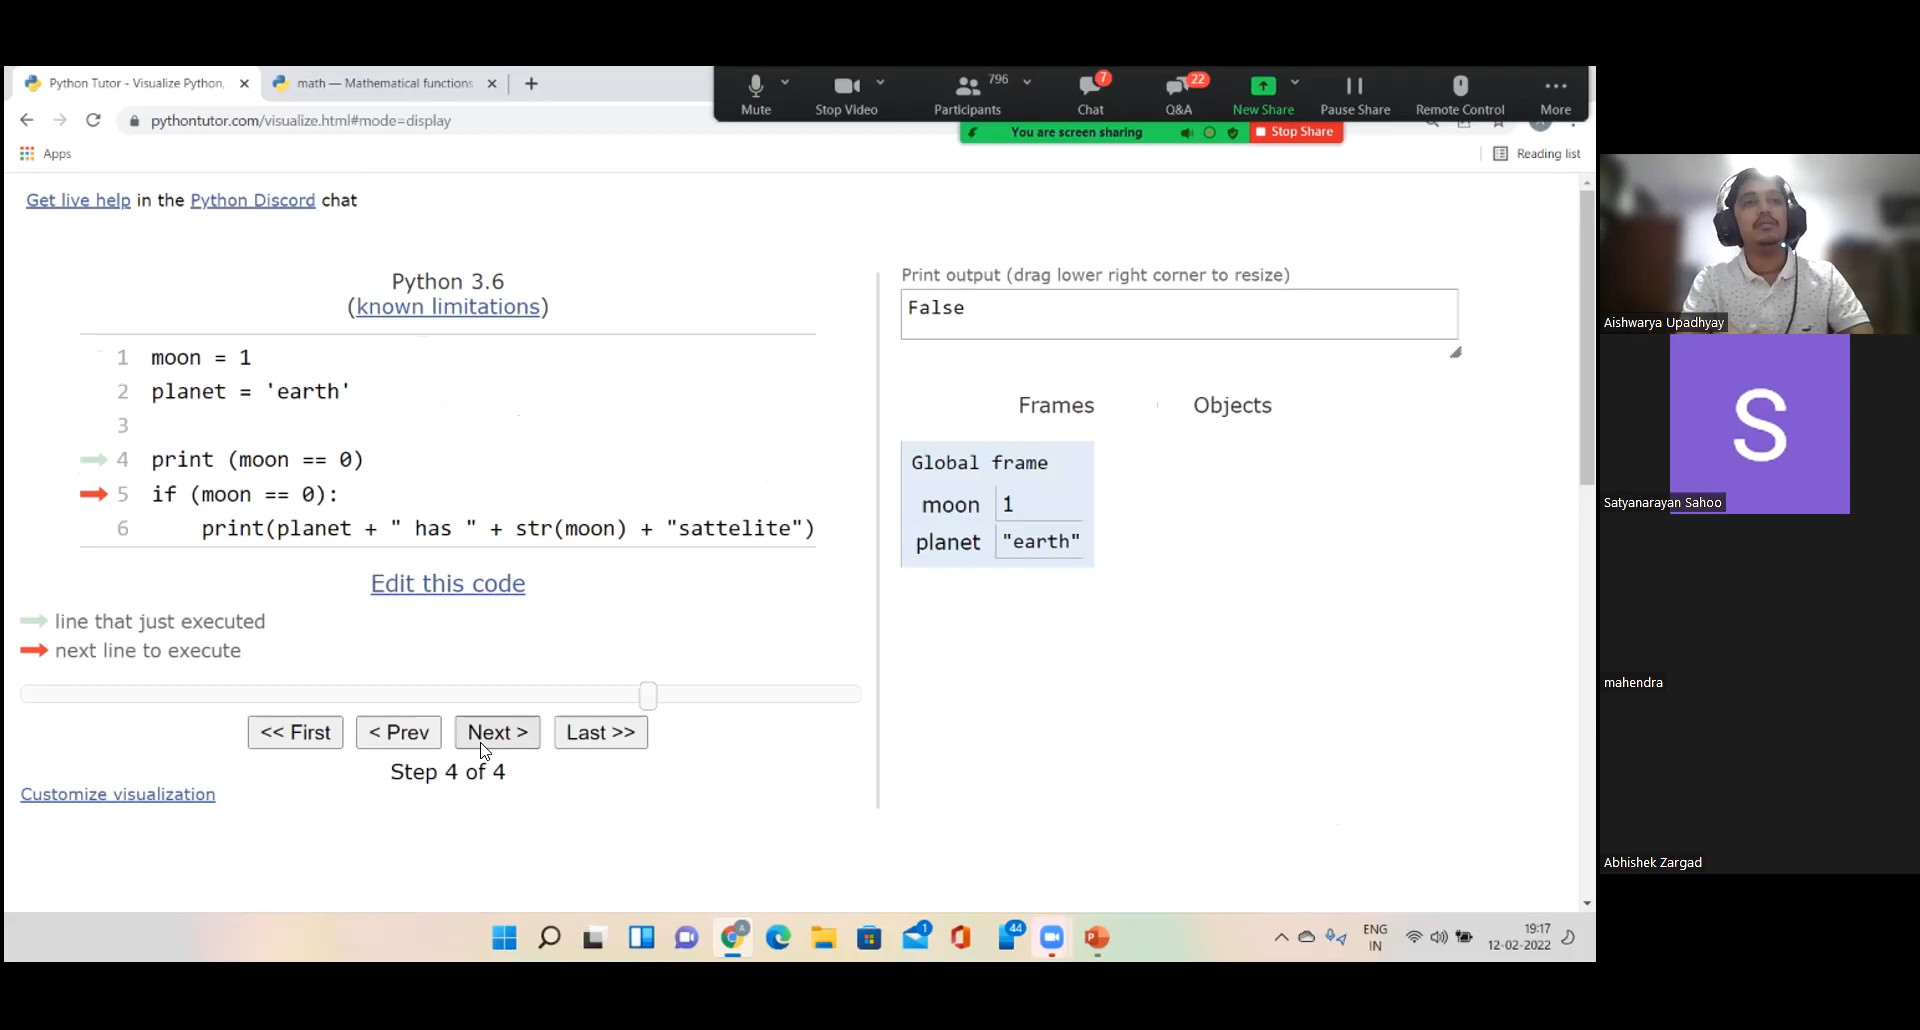 Python Tutor - Visualize Python,
math — Mathematical functions
Mute
Stop Video
796
Participants
7
Chat
22
Q&A
New Share
Pause Share
Remote Control
More
pythontutor.com/visualize.html#mode=display
You are screen sharing
Stop Share
Apps
Reading list
Get live help in the Python Discord chat
Python 3.6
(known limitations)
1 moon = 1
2 planet = 'earth'
3
4 print (moon == 0)
5 if (moon == 0):
6 print(planet + " has " + str(moon) + "sattelite")
Edit this code
line that just executed
next line to execute
<< First
< Prev
Next >
Last >>
Step 4 of 4
Customize visualization
Print output (drag lower right corner to resize)
False
Frames
Objects
Global frame
moon 1
planet "earth"
Aishwarya Upadhyay
S
Satyanarayan Sahoo
mahendra
Abhishek Zargad
A
1
44
ENG
IN
19:17
12-02-2022